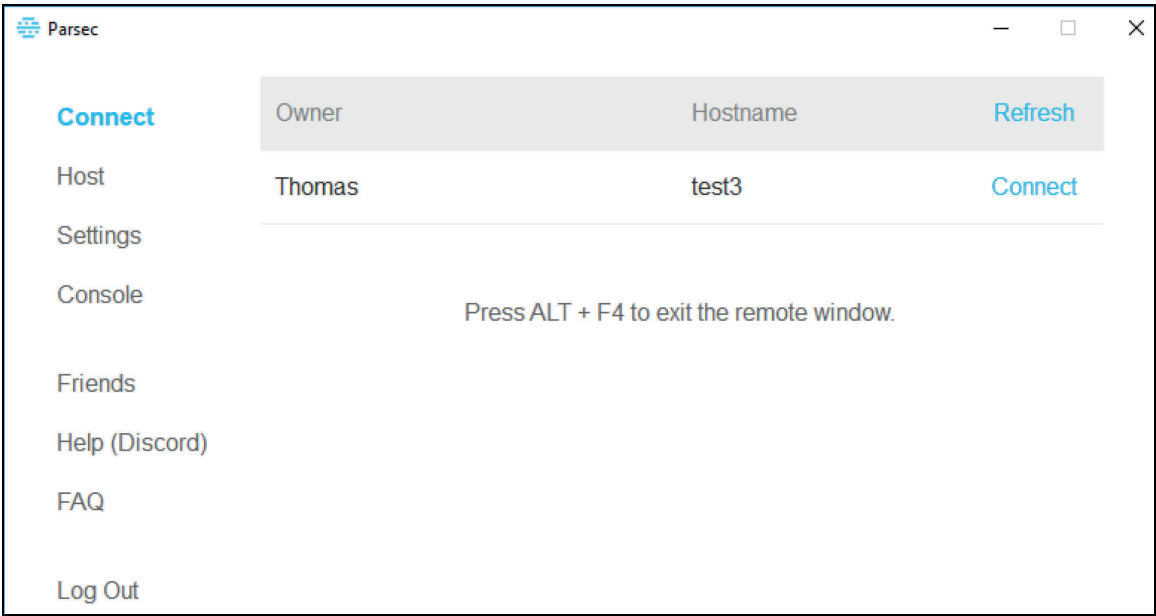 Parsec
Connect
Host
Settings
Console
Friends
Help (Discord)
FAQ
Log Out
Owner Hostname Refresh
Thomas test3 Connect
Press ALT + F4 to exit the remote window.